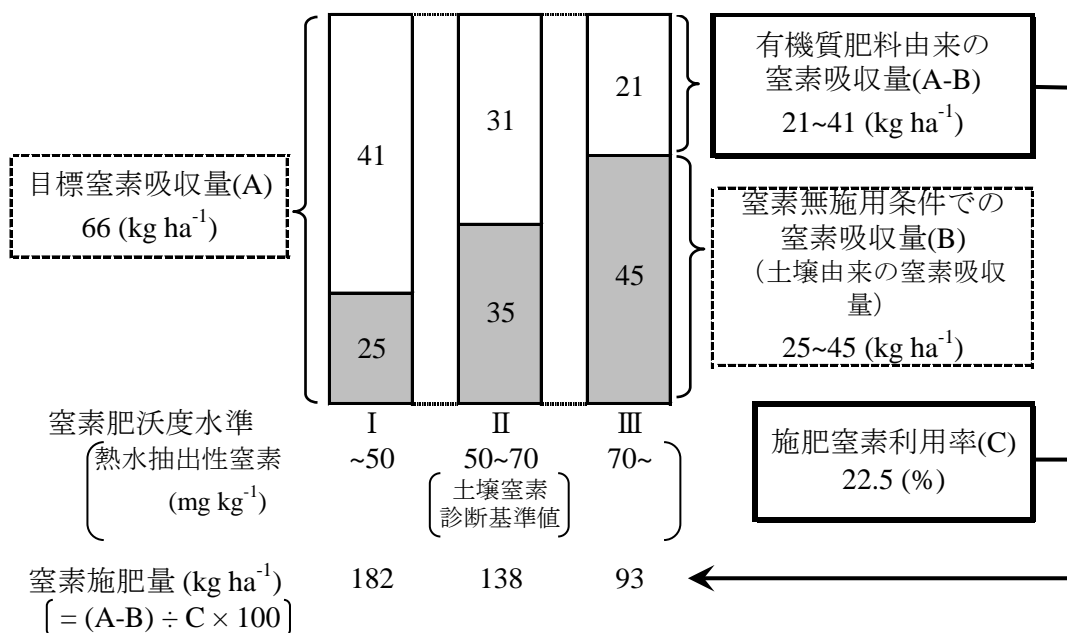 目標窒素吸収量(A)
66 (kg ha-1)
41
25
31
35
21
45
有機質肥料由来の
窒素吸収量(A-B)
21~41 (kg ha-1)
窒素無施用条件での
窒素吸収量(B)
(土壌由来の窒素吸収
量)
25~45 (kg ha-1)
窒素肥沃度水準 Ⅰ Ⅱ Ⅲ
熱水抽出性窒素 ~50 50~70 70~
(mg kg-1)
土壌窒素
診断基準値
施肥窒素利用率(C)
22.5 (%)
窒素施肥量 (kg ha-1) 182 138 93
[ = (A-B) ÷ C × 100]